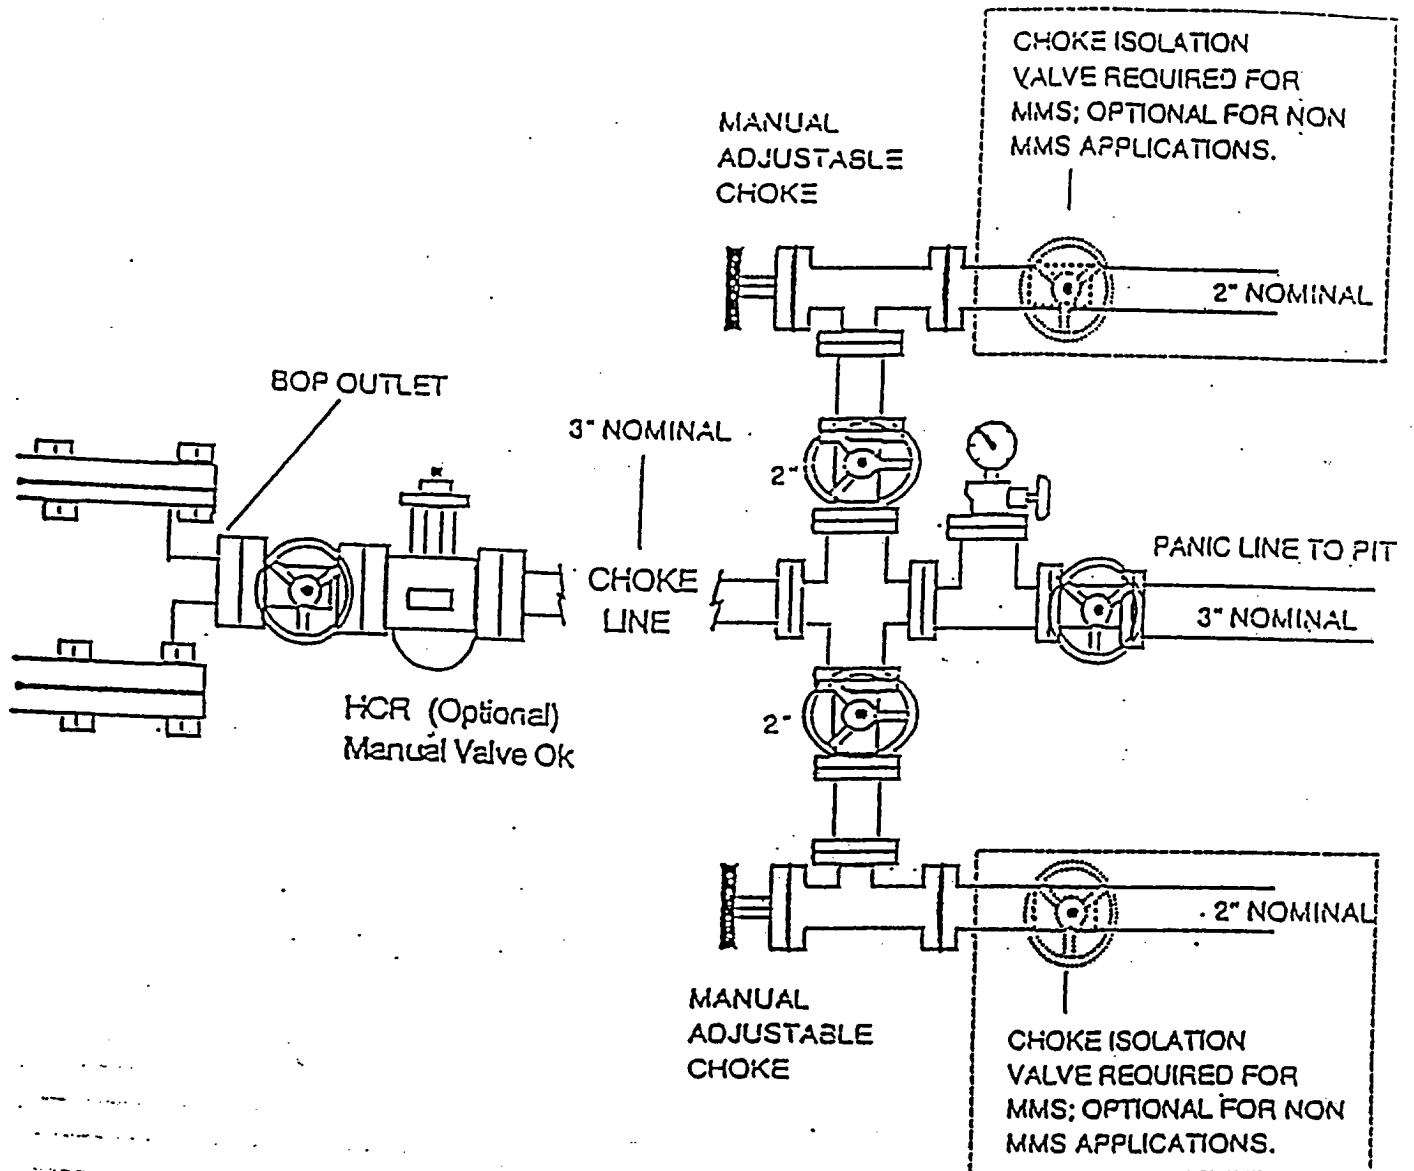 CHOKE ISOLATION
VALVE REQUIRED FOR
MMS; OPTIONAL FOR NON
MMS APPLICATIONS.
MANUAL
ADJUSTABLE
CHOKE
2" NOMINAL
BOP OUTLET
3" NOMINAL
2"
PANIC LINE TO PIT
CHOKE
LINE
3" NOMINAL
HCR (Optional)
Manual Valve Ok
2"
2" NOMINAL
MANUAL
ADJUSTABLE
CHOKE
CHOKE ISOLATION
VALVE REQUIRED FOR
MMS; OPTIONAL FOR NON
MMS APPLICATIONS.